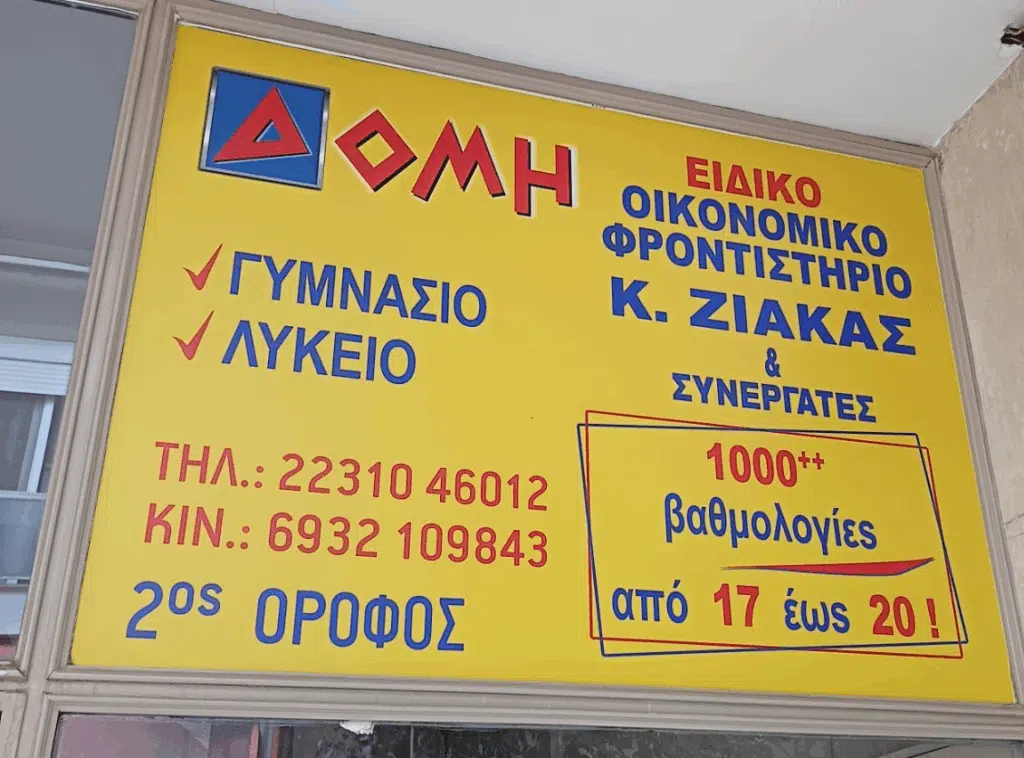 ΔΟΜΗ
✓ ΓΥΜΝΑΣΙΟ
✓ ΛΥΚΕΙΟ
ΤΗΛ.: 22310 46012
ΚΙΝ.: 6932 109843
2ος ΟΡΟΦΟΣ
ΕΙΔΙΚΟ
ΟΙΚΟΝΟΜΙΚΟ
ΦΡΟΝΤΙΣΤΗΡΙΟ
Κ. ΖΙΑΚΑΣ
&
ΣΥΝΕΡΓΑΤΕΣ
1000++
βαθμολογίες
από 17 έως 20 !